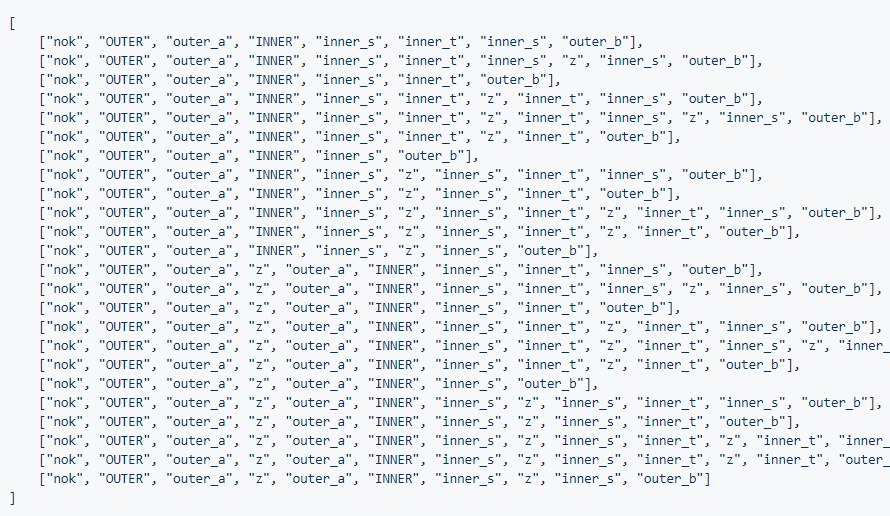 [
["nok", "OUTER", "outer_a", "INNER", "inner_s", "inner_t", "inner_s", "outer_b"],
["nok", "OUTER", "outer_a", "INNER", "inner_s", "inner_t", "inner_s", "z", "inner_s", "outer_b"],
["nok", "OUTER", "outer_a", "INNER", "inner_s", "inner_t", "outer_b"],
["nok", "OUTER", "outer_a", "INNER", "inner_s", "inner_t", "z", "inner_t", "inner_s", "outer_b"],
["nok", "OUTER", "outer_a", "INNER", "inner_s", "inner_t", "z", "inner_t", "inner_s", "z", "inner_s", "outer_b"],
["nok", "OUTER", "outer_a", "INNER", "inner_s", "inner_t", "z", "inner_t", "outer_b"],
["nok", "OUTER", "outer_a", "INNER", "inner_s", "outer_b"],
["nok", "OUTER", "outer_a", "INNER", "inner_s", "z", "inner_s", "inner_t", "inner_s", "outer_b"],
["nok", "OUTER", "outer_a", "INNER", "inner_s", "z", "inner_s", "inner_t", "outer_b"],
["nok", "OUTER", "outer_a", "INNER", "inner_s", "z", "inner_s", "inner_t", "z", "inner_t", "inner_s", "outer_b"],
["nok", "OUTER", "outer_a", "INNER", "inner_s", "z", "inner_s", "inner_t", "z", "inner_t", "outer_b"],
["nok", "OUTER", "outer_a", "INNER", "inner_s", "z", "inner_s", "outer_b"],
["nok", "OUTER", "outer_a", "z", "outer_a", "INNER", "inner_s", "inner_t", "inner_s", "outer_b"],
["nok", "OUTER", "outer_a", "z", "outer_a", "INNER", "inner_s", "inner_t", "inner_s", "z", "inner_s", "outer_b"],
["nok", "OUTER", "outer_a", "z", "outer_a", "INNER", "inner_s", "inner_t", "outer_b"],
["nok", "OUTER", "outer_a", "z", "outer_a", "INNER", "inner_s", "inner_t", "z", "inner_t", "inner_s", "outer_b"],
["nok", "OUTER", "outer_a", "z", "outer_a", "INNER", "inner_s", "inner_t", "z", "inner_t", "inner_s", "z", "inner_
["nok", "OUTER", "outer_a", "z", "outer_a", "INNER", "inner_s", "inner_t", "z", "inner_t", "outer_b"],
["nok", "OUTER", "outer_a", "z", "outer_a", "INNER", "inner_s", "outer_b"],
["nok", "OUTER", "outer_a", "z", "outer_a", "INNER", "inner_s", "z", "inner_s", "inner_t", "inner_s", "outer_b"],
["nok", "OUTER", "outer_a", "z", "outer_a", "INNER", "inner_s", "z", "inner_s", "inner_t", "outer_b"],
["nok", "OUTER", "outer_a", "z", "outer_a", "INNER", "inner_s", "z", "inner_s", "inner_t", "z", "inner_t", "inner_
["nok", "OUTER", "outer_a", "z", "outer_a", "INNER", "inner_s", "z", "inner_s", "inner_t", "z", "inner_t", "outer_
["nok", "OUTER", "outer_a", "z", "outer_a", "INNER", "inner_s", "z", "inner_s", "outer_b"]
]